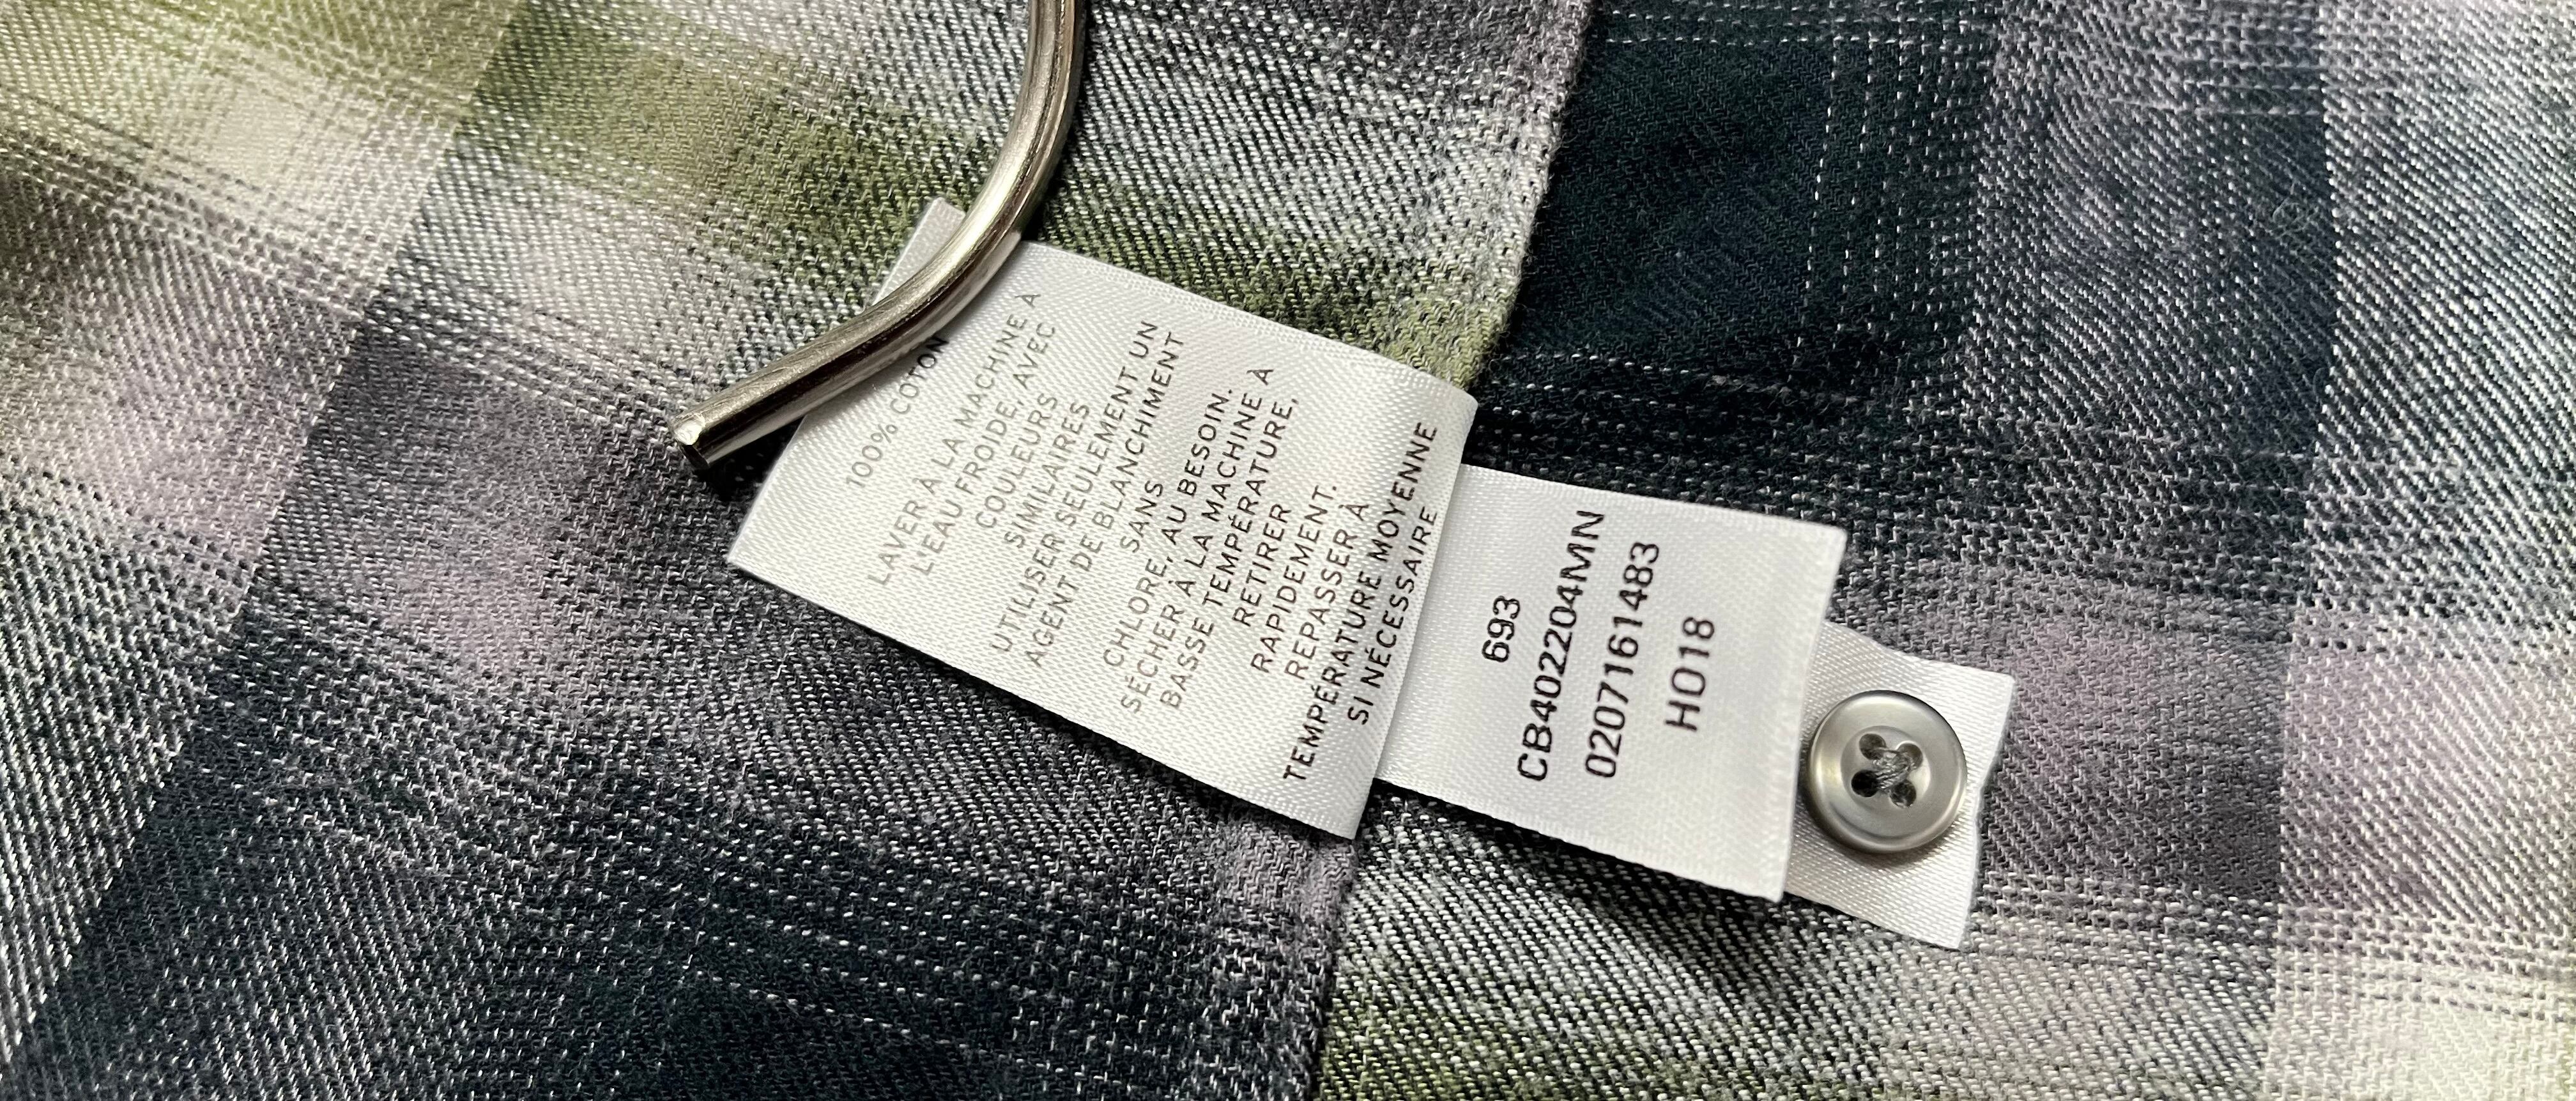 100% COTON
LAVER À LA MACHINE À
L'EAU FROIDE, AVEC
COULEURS
SIMILAIRES
UTILISER SEULEMENT UN
AGENT DE BLANCHIMENT
SANS
CHLORE, AU BESOIN.
SÉCHER À LA MACHINE À
BASSE TEMPÉRATURE,
RETIRER
RAPIDEMENT.
REPASSER À
TEMPÉRATURE MOYENNE
SI NÉCESSAIRE
693
CB402204MN
0207161483
HO18